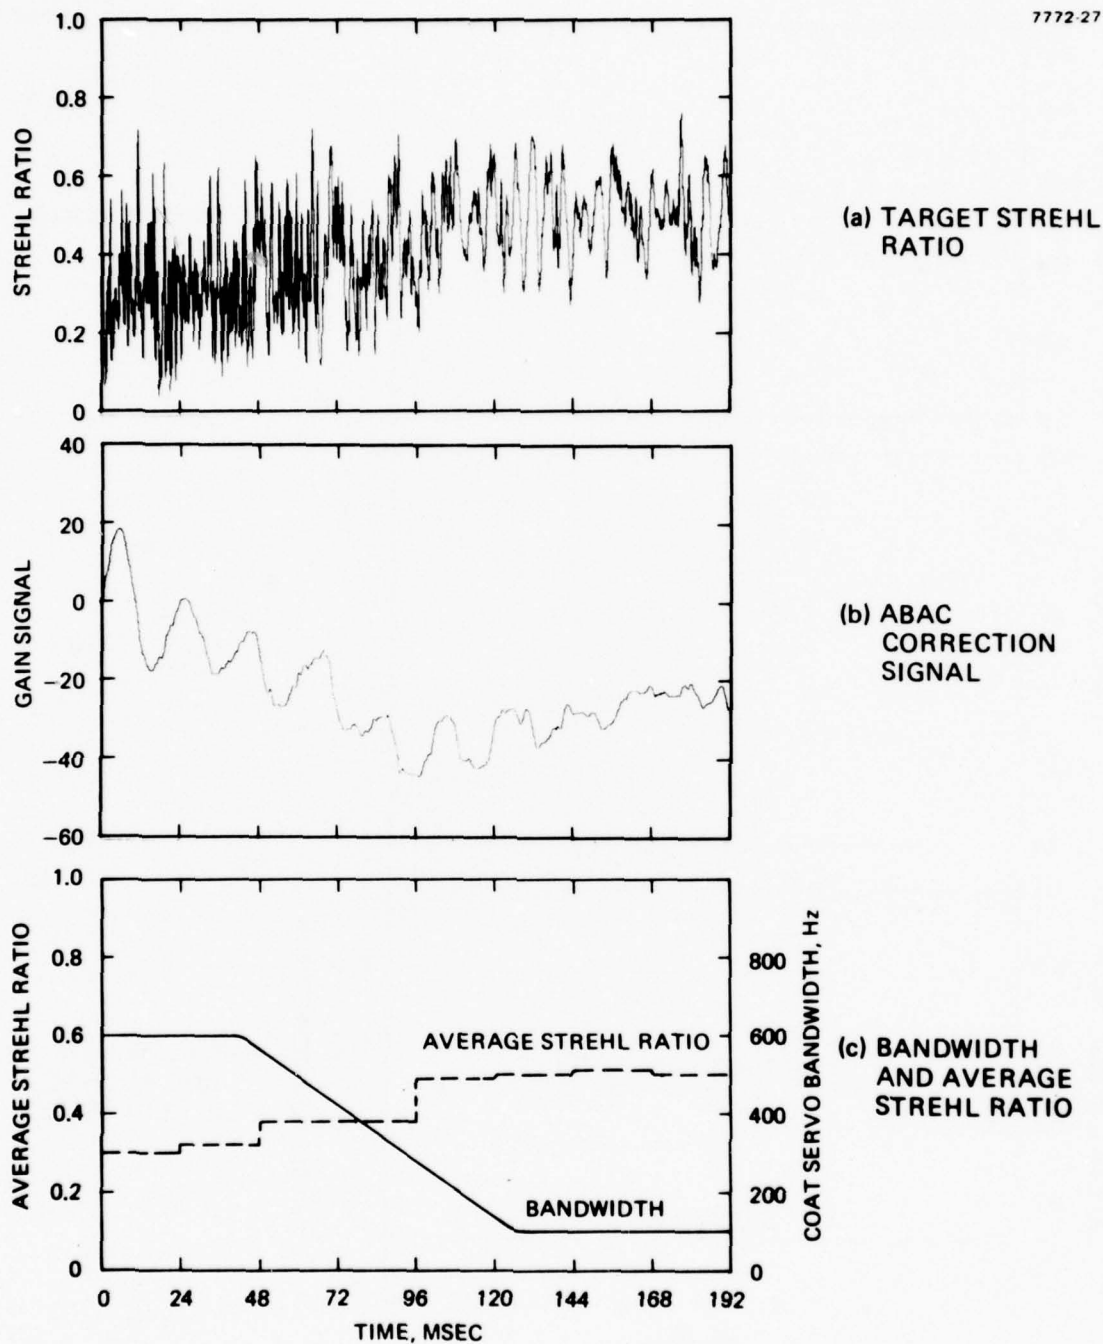 7772-27
1.0
0.8
0.6
0.4
0.2
0
STREHL RATIO
(a) TARGET STREHL
RATIO
40
20
0
−20
−40
−60
GAIN SIGNAL
(b) ABAC
CORRECTION
SIGNAL
1.0
0.8
0.6
0.4
0.2
0
AVERAGE STREHL RATIO
AVERAGE STREHL RATIO
BANDWIDTH
800
600
400
200
0
COAT SERVO BANDWIDTH, Hz
(c) BANDWIDTH
AND AVERAGE
STREHL RATIO
0 24 48 72 96 120 144 168 192
TIME, MSEC